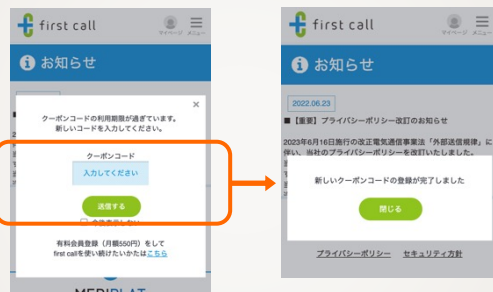 first call
マイページ メニュー
お知らせ
×
クーポンコードの利用期限が過ぎています。
新しいコードを入力してください。
クーポンコード
入力してください
送信する
有料会員登録（月額550円）をして
first callを使い続けたいかたはこちら
MEDIPLAT
first call
マイページ メニュー
お知らせ
2022.06.23
■【重要】プライバシーポリシー改訂のお知らせ
2023年6月16日施行の改正電気通信事業法「外部送信規律」に
伴い、当社のプライバシーポリシーを改訂いたしました。
新しいクーポンコードの登録が完了しました
閉じる
プライバシーポリシー セキュリティ方針